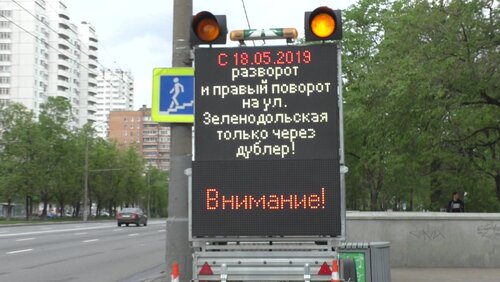 С 18.05.2019
разворот
и правый поворот
на ул.
Зеленодольская
только через
дублер!
Внимание!